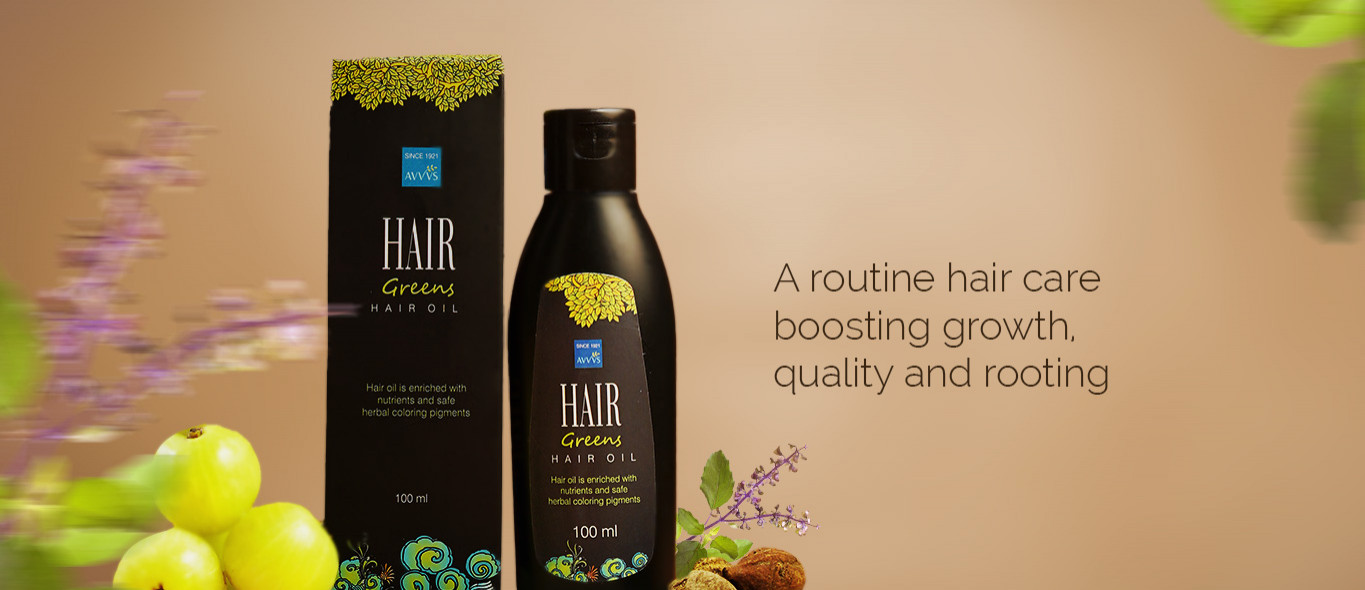 SINCE 1921
AVVVS
HAIR
Greens
HAIR OIL
Hair oil is enriched with
nutrients and safe
herbal coloring pigments
100 ml
SINCE 1921
AVVVS
HAIR
Greens
HAIR OIL
Hair oil is enriched with
nutrients and safe
herbal coloring pigments
100 ml
A routine hair care
boosting growth,
quality and rooting